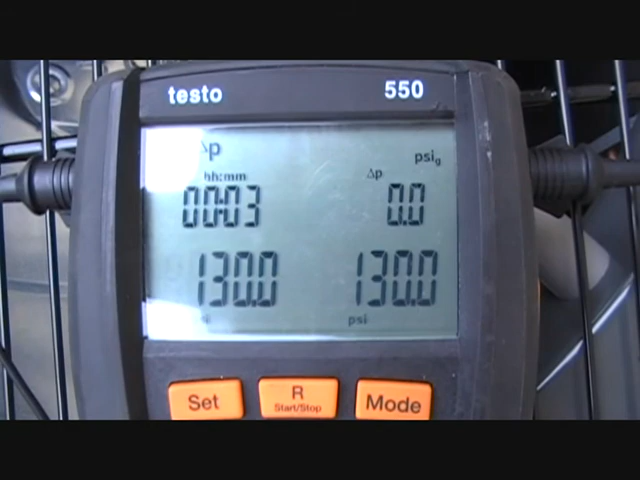 testo 550
Δp psig
hh:mm Δp
00:03 0.0
130.0 130.0
psi
Set R Mode
Start/Stop